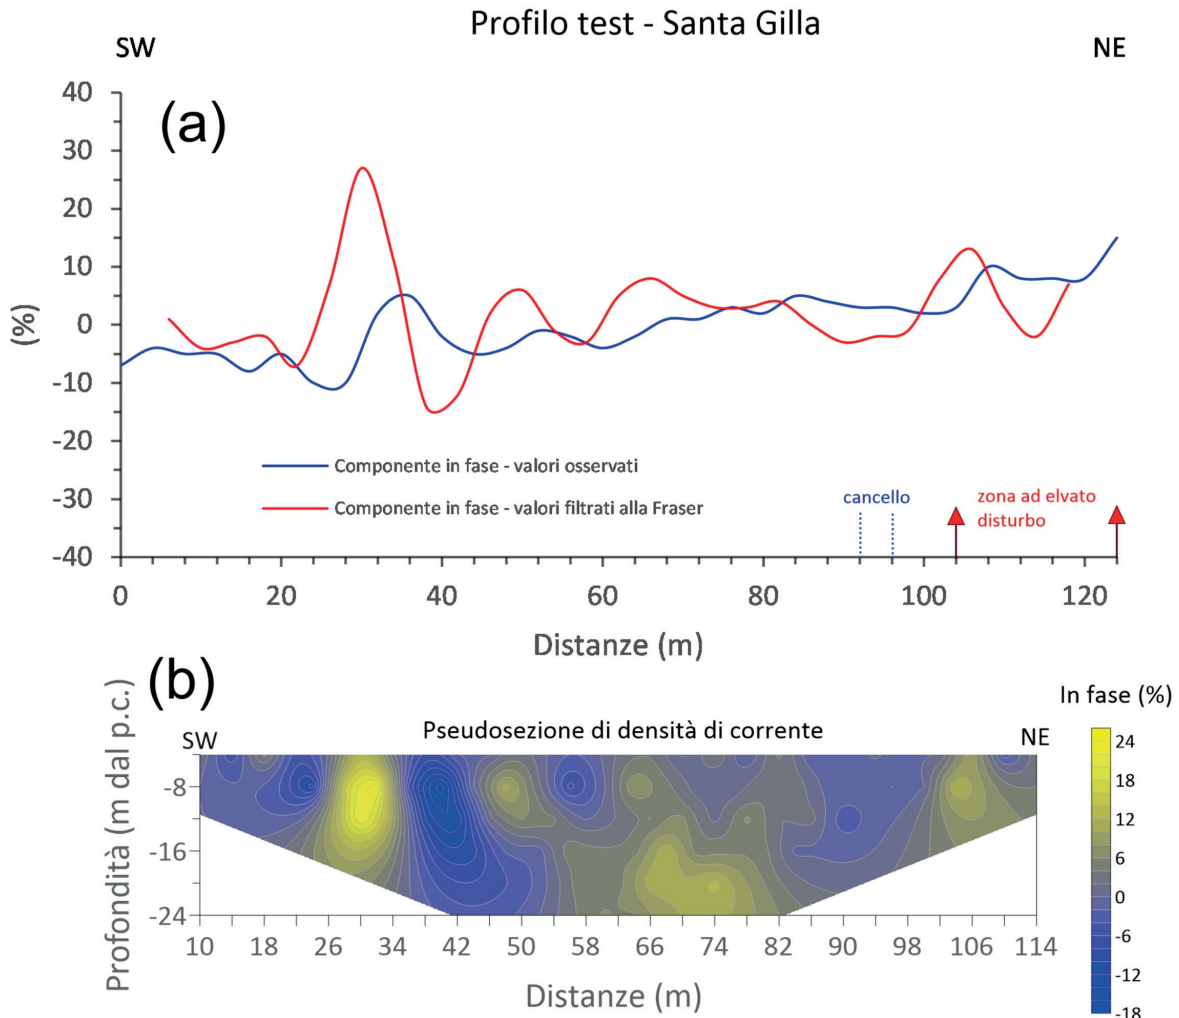 Profilo test - Santa Gilla
SW
NE
(a)
40
30
20
10
0
-10
-20
-30
-40
(%)
Componente in fase - valori osservati
Componente in fase - valori filtrati alla Fraser
cancello
zona ad elvato
disturbo
0 20 40 60 80 100 120
Distanze (m)
(b)
Pseudosezione di densità di corrente
SW
NE
Profondità (m dal p.c.)
-8
-16
-24
10 18 26 34 42 50 58 66 74 82 90 98 106 114
Distanze (m)
In fase (%)
24
18
12
6
0
-6
-12
-18